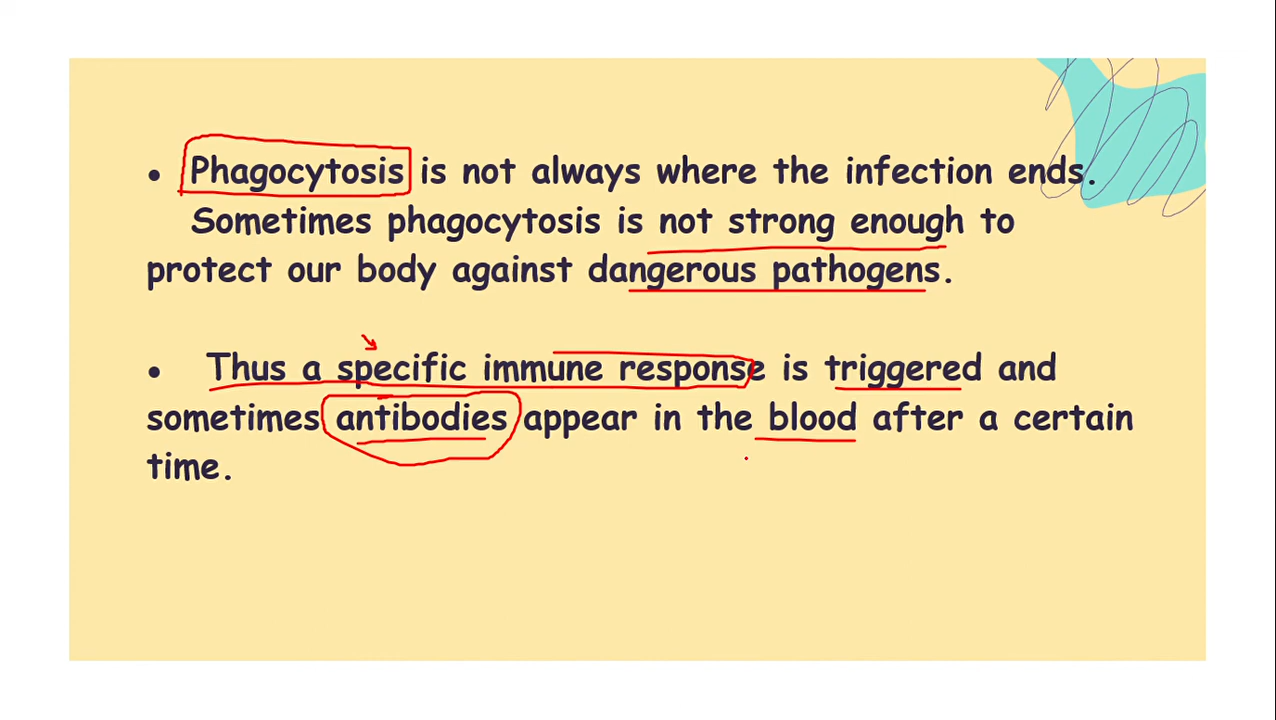 • Phagocytosis is not always where the infection ends.
Sometimes phagocytosis is not strong enough to
protect our body against dangerous pathogens.
• Thus a specific immune response is triggered and
sometimes antibodies appear in the blood after a certain
time.